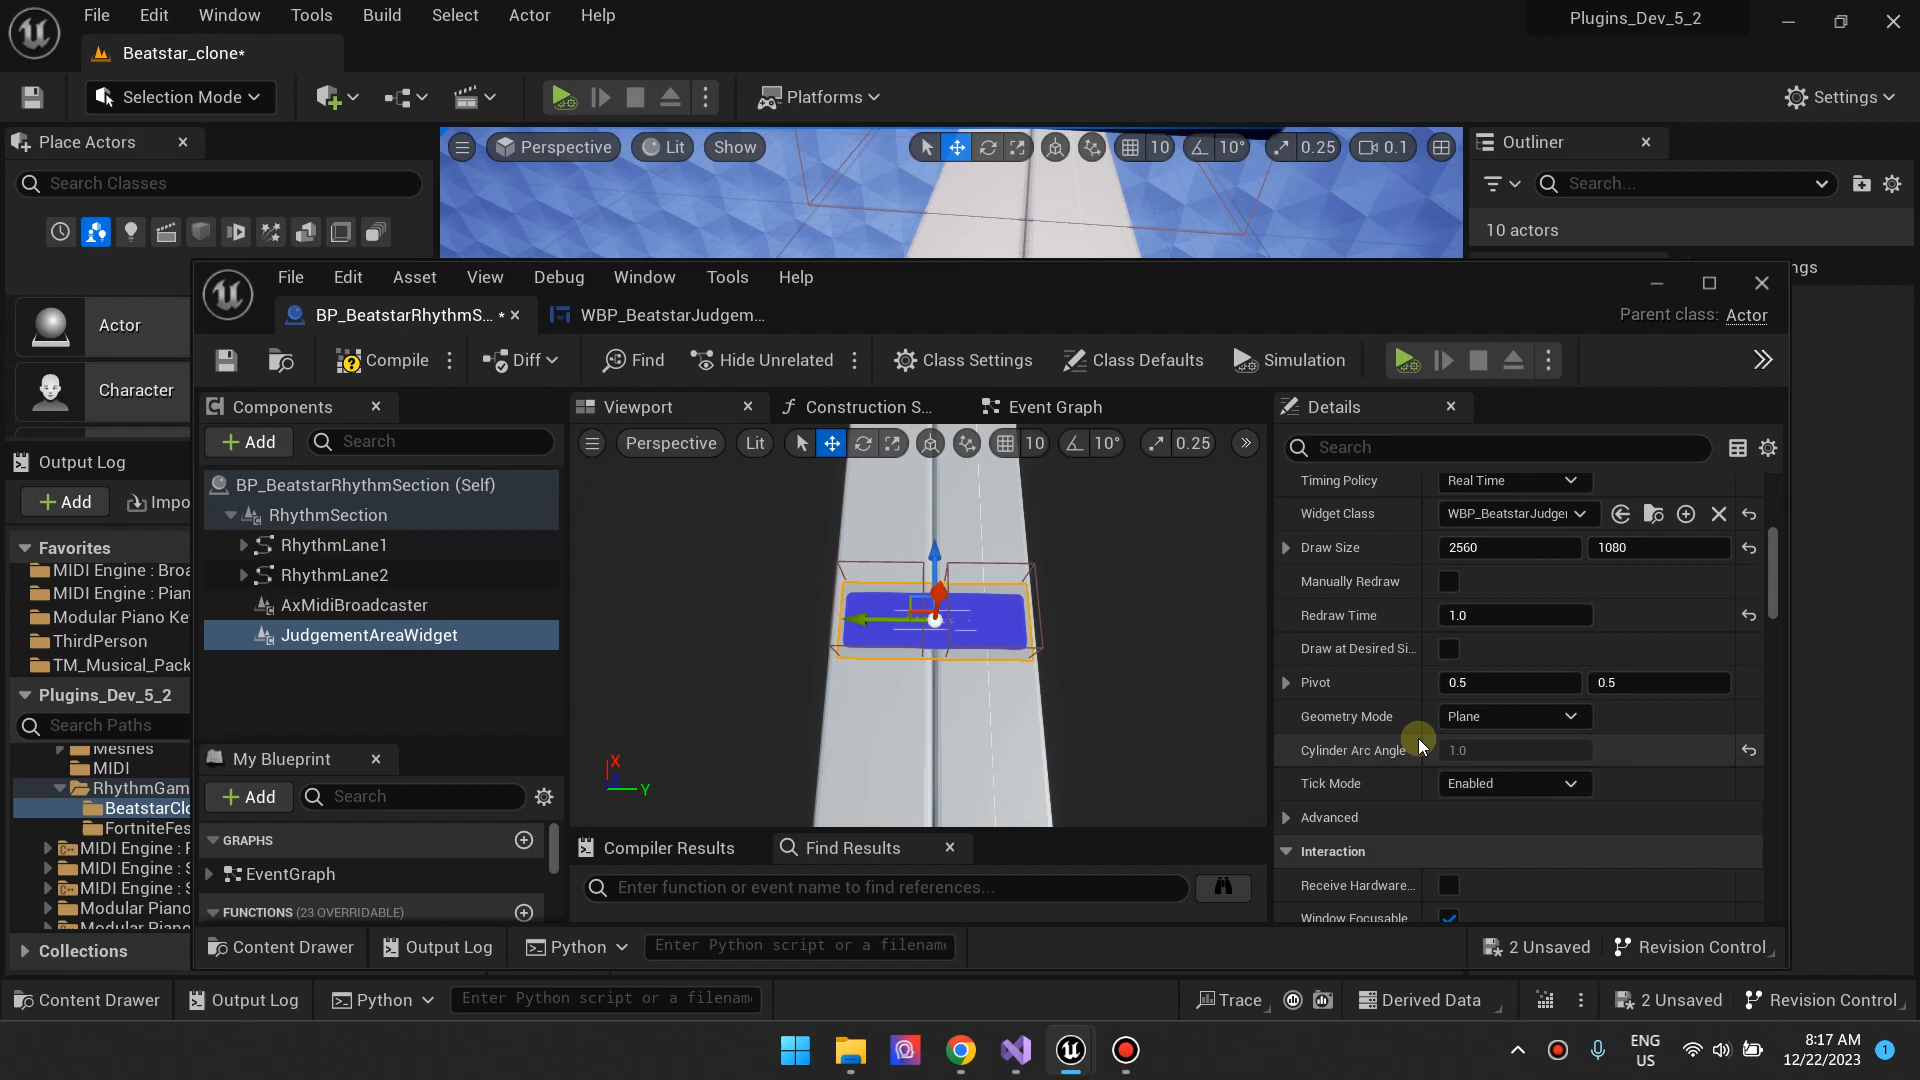 File Edit Window Tools Build Select Actor Help
Plugins_Dev_5_2
Beatstar_clone*
Selection Mode
Platforms
Settings
Place Actors
Search Classes
Perspective Lit Show
10 10° 0.25 0.1
Outliner
Search...
10 actors
ngs
Actor
Character
Output Log
Add Impo
Favorites
MIDI Engine : Broa
MIDI Engine : Pian
Modular Piano Ke
ThirdPerson
TM_Musical_Pack
Plugins_Dev_5_2
Search Paths
Meshes
MIDI
RhythmGam
BeatstarClo
FortniteFes
MIDI Engine : F
MIDI Engine : S
MIDI Engine : S
Modular Piano
Modular Piano
Collections
File Edit Asset View Debug Window Tools Help
BP_BeatstarRhythmS... *
WBP_BeatstarJudgem...
Parent class: Actor
Compile Diff Find Hide Unrelated Class Settings Class Defaults Simulation
Components
Add Search
BP_BeatstarRhythmSection (Self)
RhythmSection
RhythmLane1
RhythmLane2
AxMidiBroadcaster
JudgementAreaWidget
My Blueprint
Add Search
GRAPHS
EventGraph
FUNCTIONS (23 OVERRIDABLE)
Viewport Construction S... Event Graph
Perspective Lit 10 10° 0.25
X
Z
Y
Compiler Results Find Results
Enter function or event name to find references...
Details
Search
Timing Policy Real Time
Widget Class WBP_BeatstarJudger
Draw Size 2560 1080
Manually Redraw
Redraw Time 1.0
Draw at Desired Si...
Pivot 0.5 0.5
Geometry Mode Plane
Cylinder Arc Angle 1.0
Tick Mode Enabled
Advanced
Interaction
Receive Hardware...
Window Focusable
Content Drawer Output Log Python Enter Python script or a filenam
2 Unsaved Revision Control
Content Drawer Output Log Python Enter Python script or a filenam
Trace Derived Data 2 Unsaved Revision Control
ENG
US
8:17 AM
12/22/2023
1